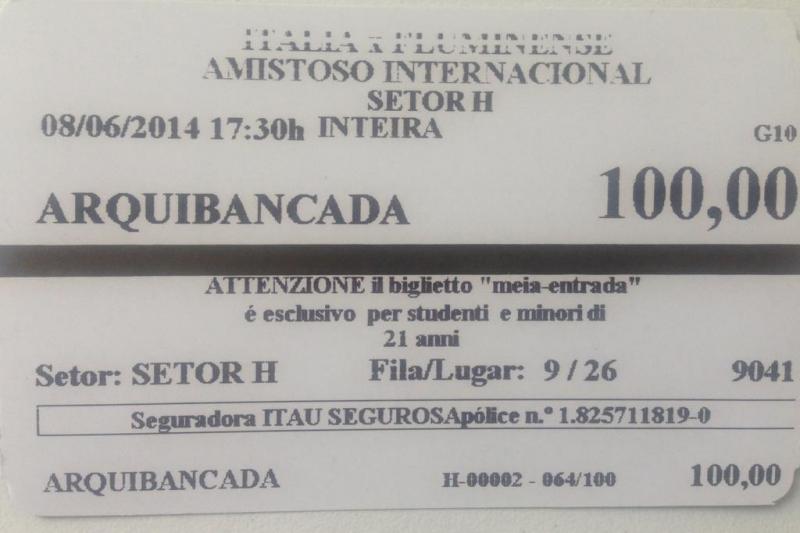 ITALIA x FLUMINENSE
AMISTOSO INTERNACIONAL
SETOR H
08/06/2014 17:30h INTEIRA G10
ARQUIBANCADA 100,00
ATTENZIONE il biglietto "meia-entrada"
é esclusivo per studenti e minori di
21 anni
Setor: SETOR H Fila/Lugar: 9 / 26 9041
Seguradora ITAU SEGUROSApólice n.º 1.825711819-0
ARQUIBANCADA H-00002 - 064/100 100,00